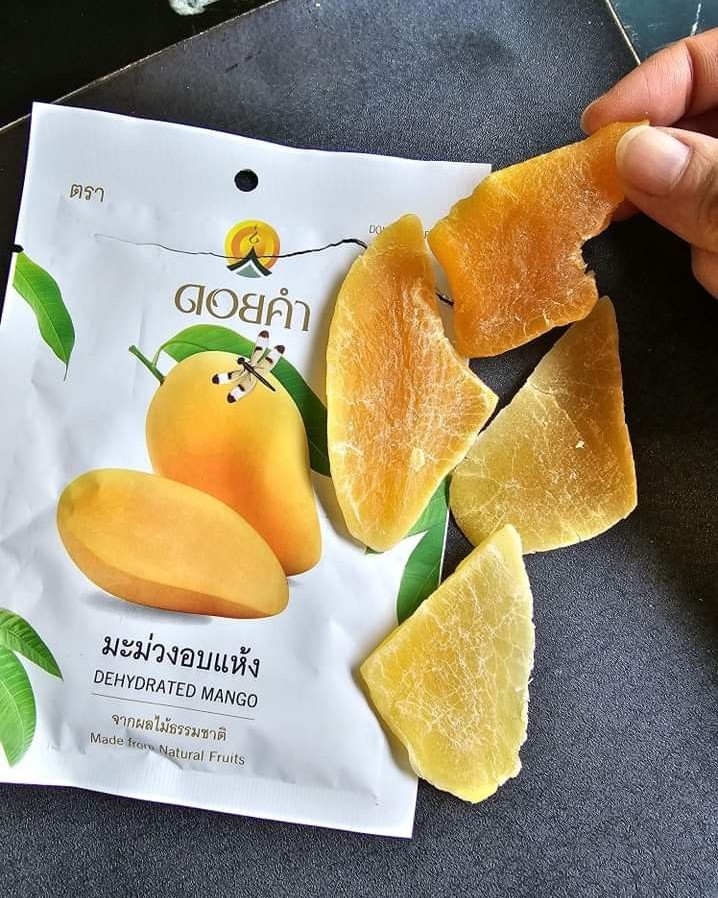 ตรา
ดอยคำ
มะม่วงอบแห้ง
DEHYDRATED MANGO
จากผลไม้ธรรมชาติ
Made from Natural Fruits